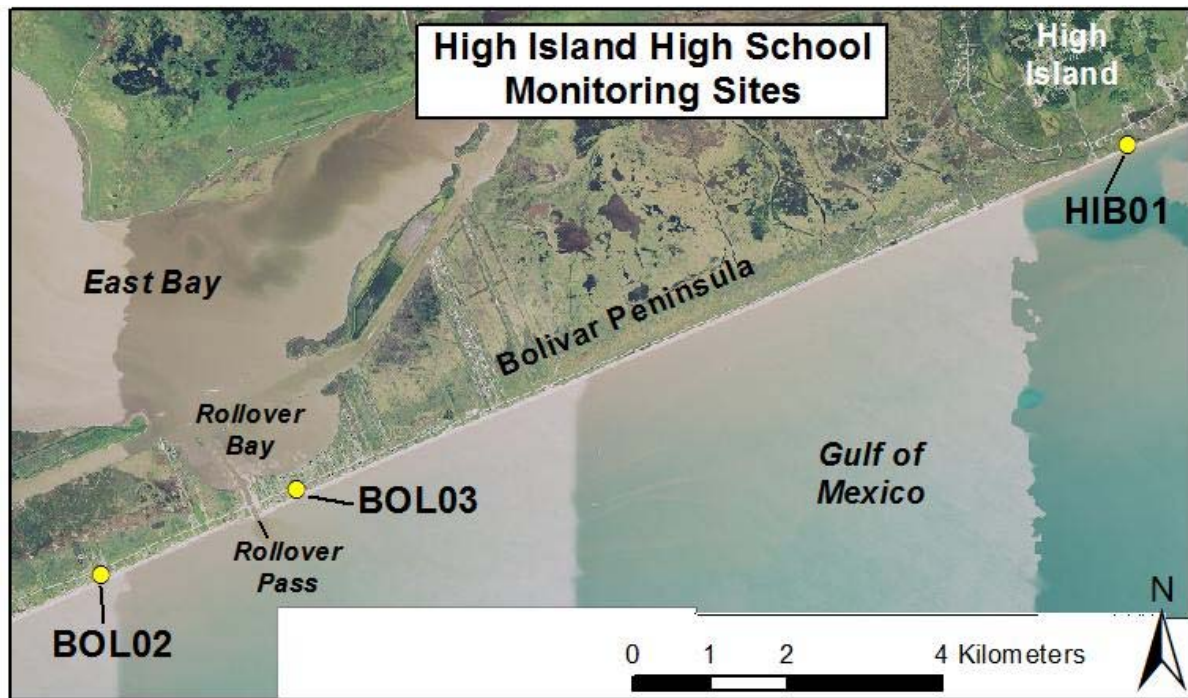 High Island High School
Monitoring Sites
High
Island
HIB01
East Bay
Bolivar Peninsula
Rollover
Bay
Gulf of
Mexico
BOL03
Rollover
Pass
BOL02
N
0 1 2 4 Kilometers